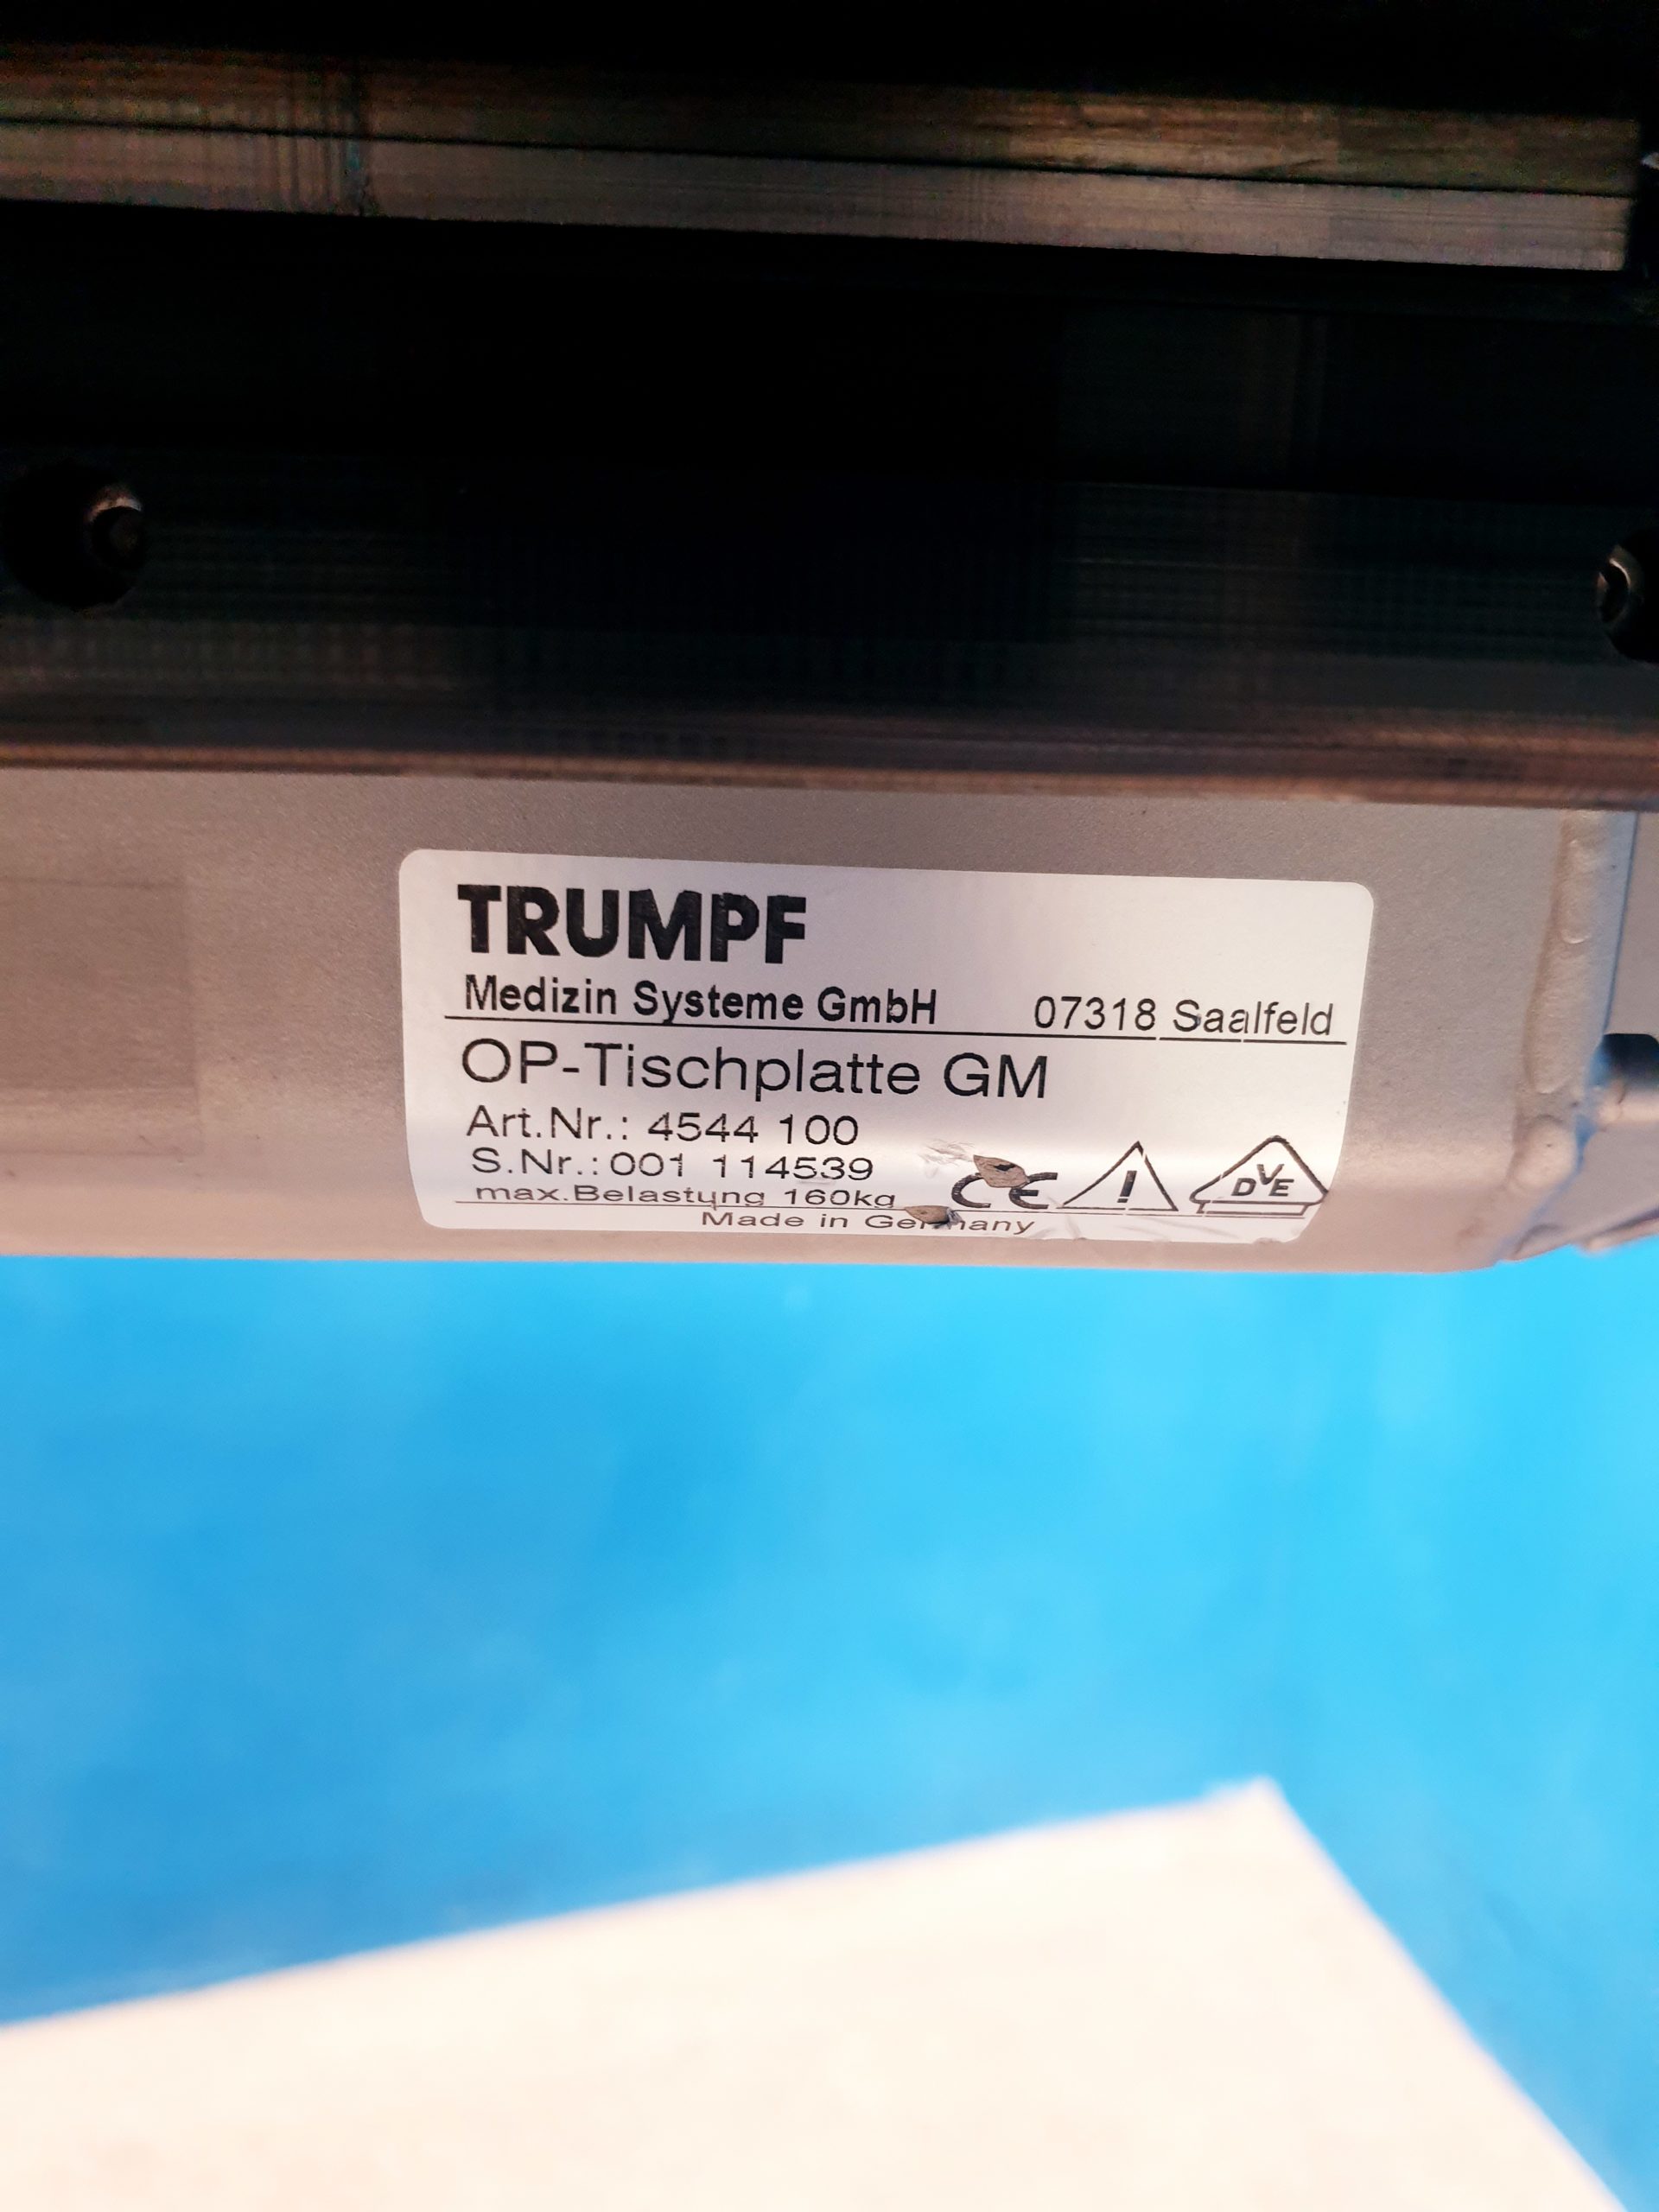 TRUMPF
Medizin Systeme GmbH 07318 Saalfeld
OP-Tischplatte GM
Art.Nr.: 4544 100
S.Nr.: 001 114539
max.Belastung 160kg
CE ! DVE
Made in Germany